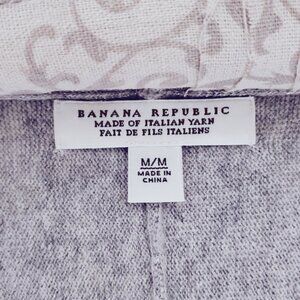 BANANA REPUBLIC
MADE OF ITALIAN YARN
FAIT DE FILS ITALIENS
M/M
MADE IN
CHINA